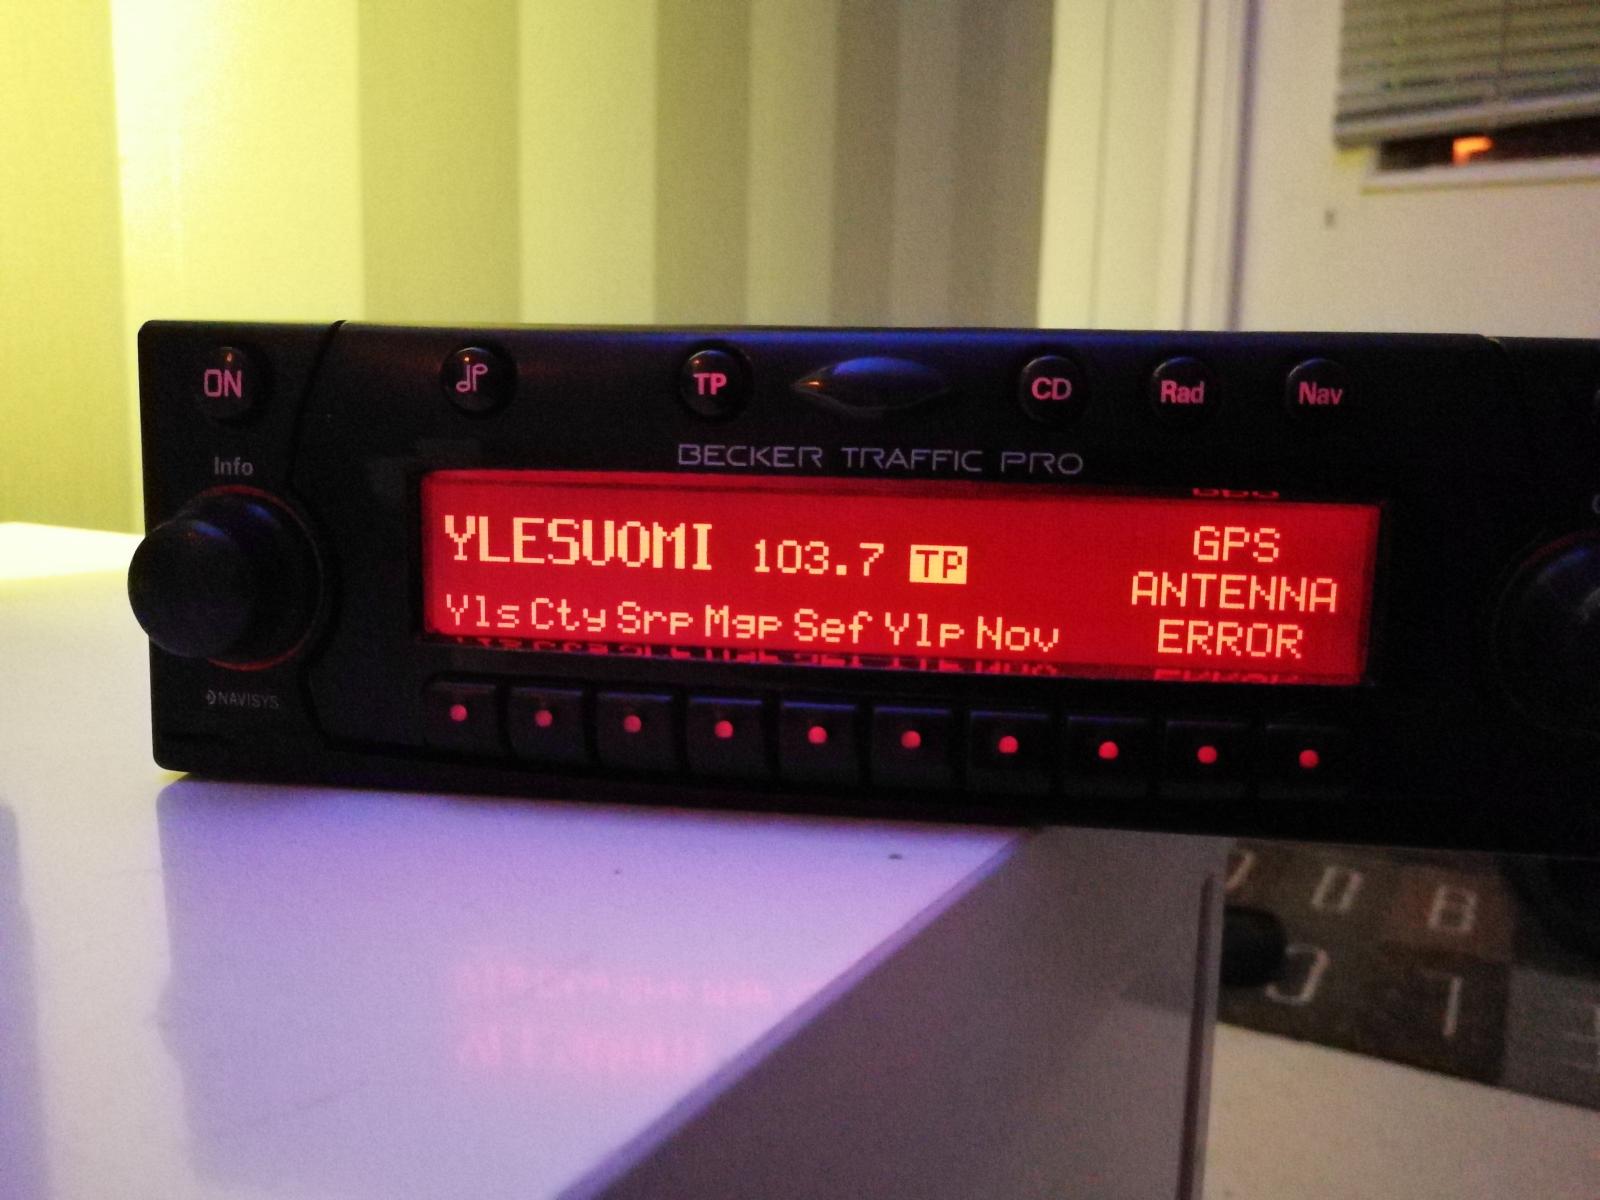 ON
TP
CD
Rad
Nav
Info
BECKER TRAFFIC PRO
YLESUOMI 103.7 TP
Yls Cty Srp Mgp Sef Ylp Nov
GPS
ANTENNA
ERROR
NAVISYS
D B